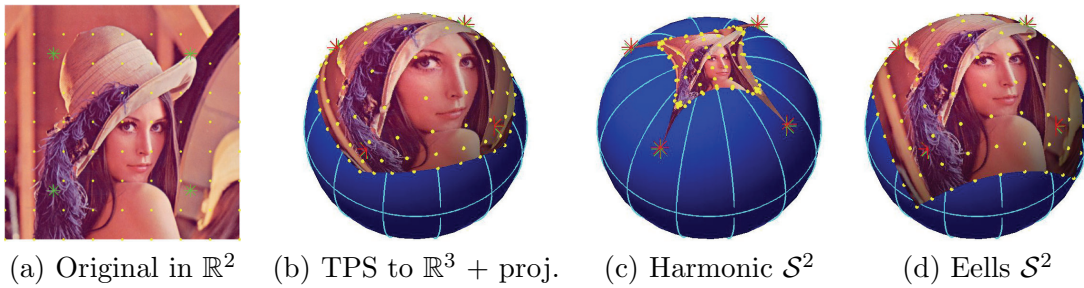 (a) Original in ℝ²
(b) TPS to ℝ³ + proj.
(c) Harmonic 𝒮²
(d) Eells 𝒮²